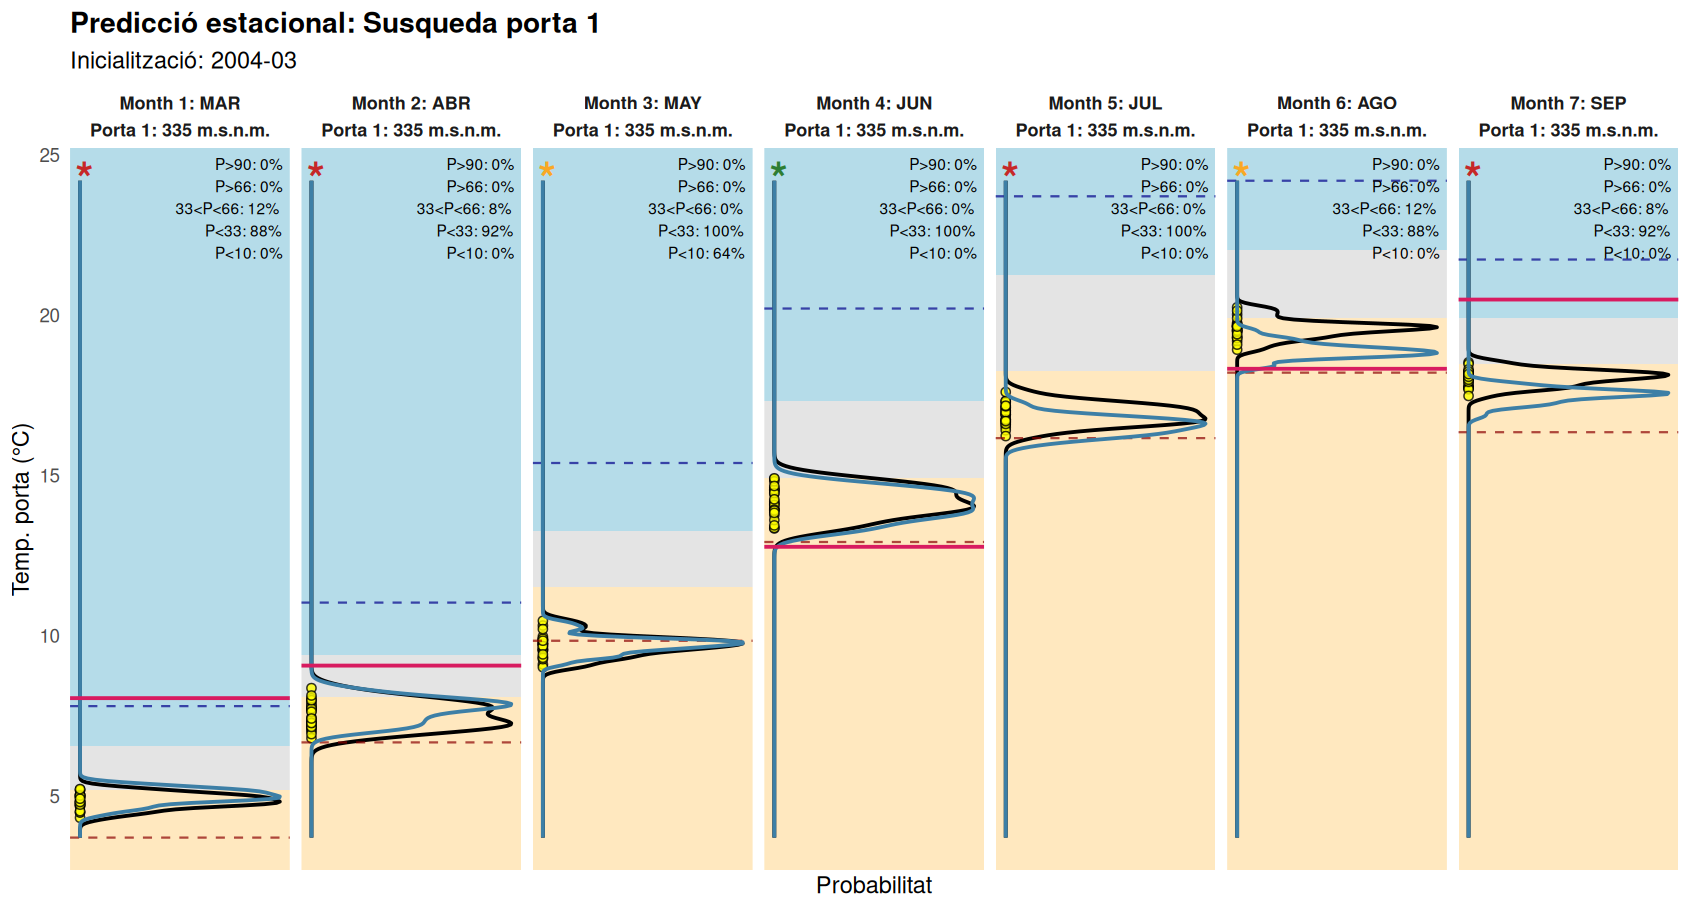 Predicció estacional: Susqueda porta 1
Inicialització: 2004-03
Month 1: MAR
Porta 1: 335 m.s.n.m.
Month 2: ABR
Porta 1: 335 m.s.n.m.
Month 3: MAY
Porta 1: 335 m.s.n.m.
Month 4: JUN
Porta 1: 335 m.s.n.m.
Month 5: JUL
Porta 1: 335 m.s.n.m.
Month 6: AGO
Porta 1: 335 m.s.n.m.
Month 7: SEP
Porta 1: 335 m.s.n.m.
*
P>90: 0%
P>66: 0%
33<P<66: 12%
P<33: 88%
P<10: 0%
*
P>90: 0%
P>66: 0%
33<P<66: 8%
P<33: 92%
P<10: 0%
*
P>90: 0%
P>66: 0%
33<P<66: 0%
P<33: 100%
P<10: 64%
*
P>90: 0%
P>66: 0%
33<P<66: 0%
P<33: 100%
P<10: 0%
*
P>90: 0%
P>66: 0%
33<P<66: 0%
P<33: 100%
P<10: 0%
*
P>90: 0%
P>66: 0%
33<P<66: 12%
P<33: 88%
P<10: 0%
*
P>90: 0%
P>66: 0%
33<P<66: 8%
P<33: 92%
P<10: 0%
25
20
15
10
5
Temp. porta (°C)
Probabilitat